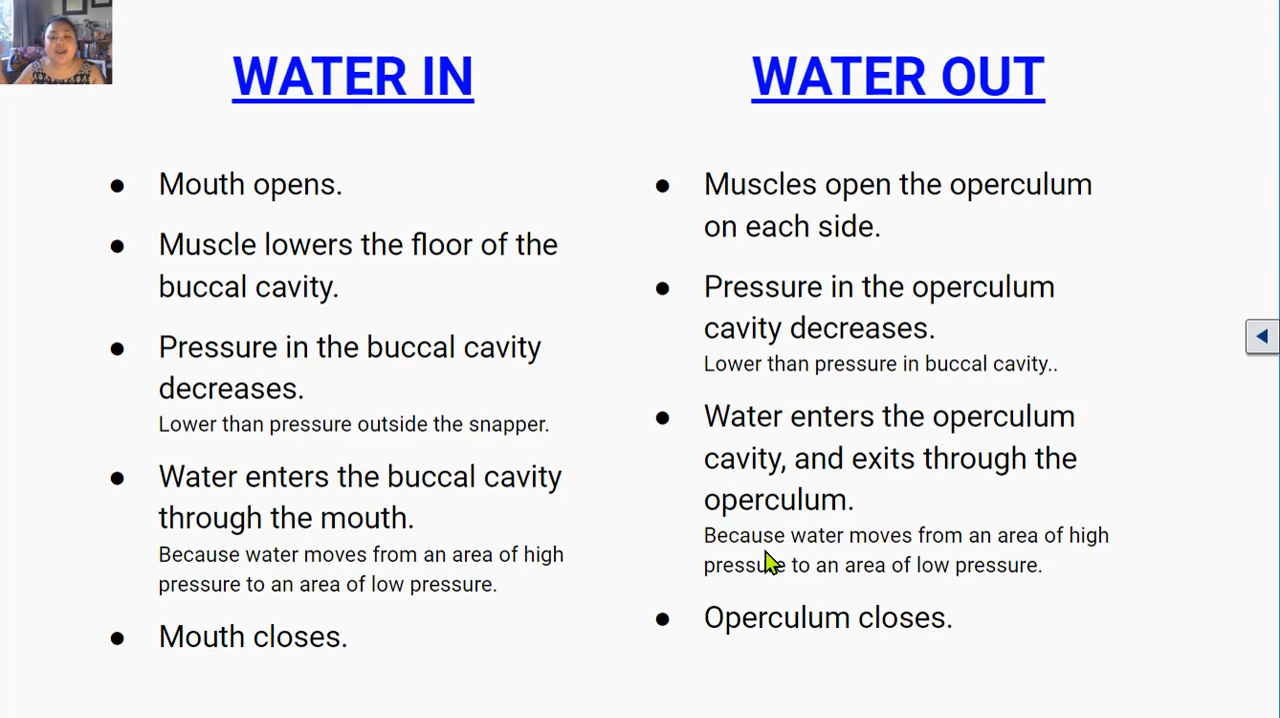 WATER IN
● Mouth opens.
● Muscle lowers the floor of the
buccal cavity.
● Pressure in the buccal cavity
decreases.
Lower than pressure outside the snapper.
● Water enters the buccal cavity
through the mouth.
Because water moves from an area of high
pressure to an area of low pressure.
● Mouth closes.
WATER OUT
● Muscles open the operculum
on each side.
● Pressure in the operculum
cavity decreases.
Lower than pressure in buccal cavity..
● Water enters the operculum
cavity, and exits through the
operculum.
Because water moves from an area of high
pressure to an area of low pressure.
● Operculum closes.